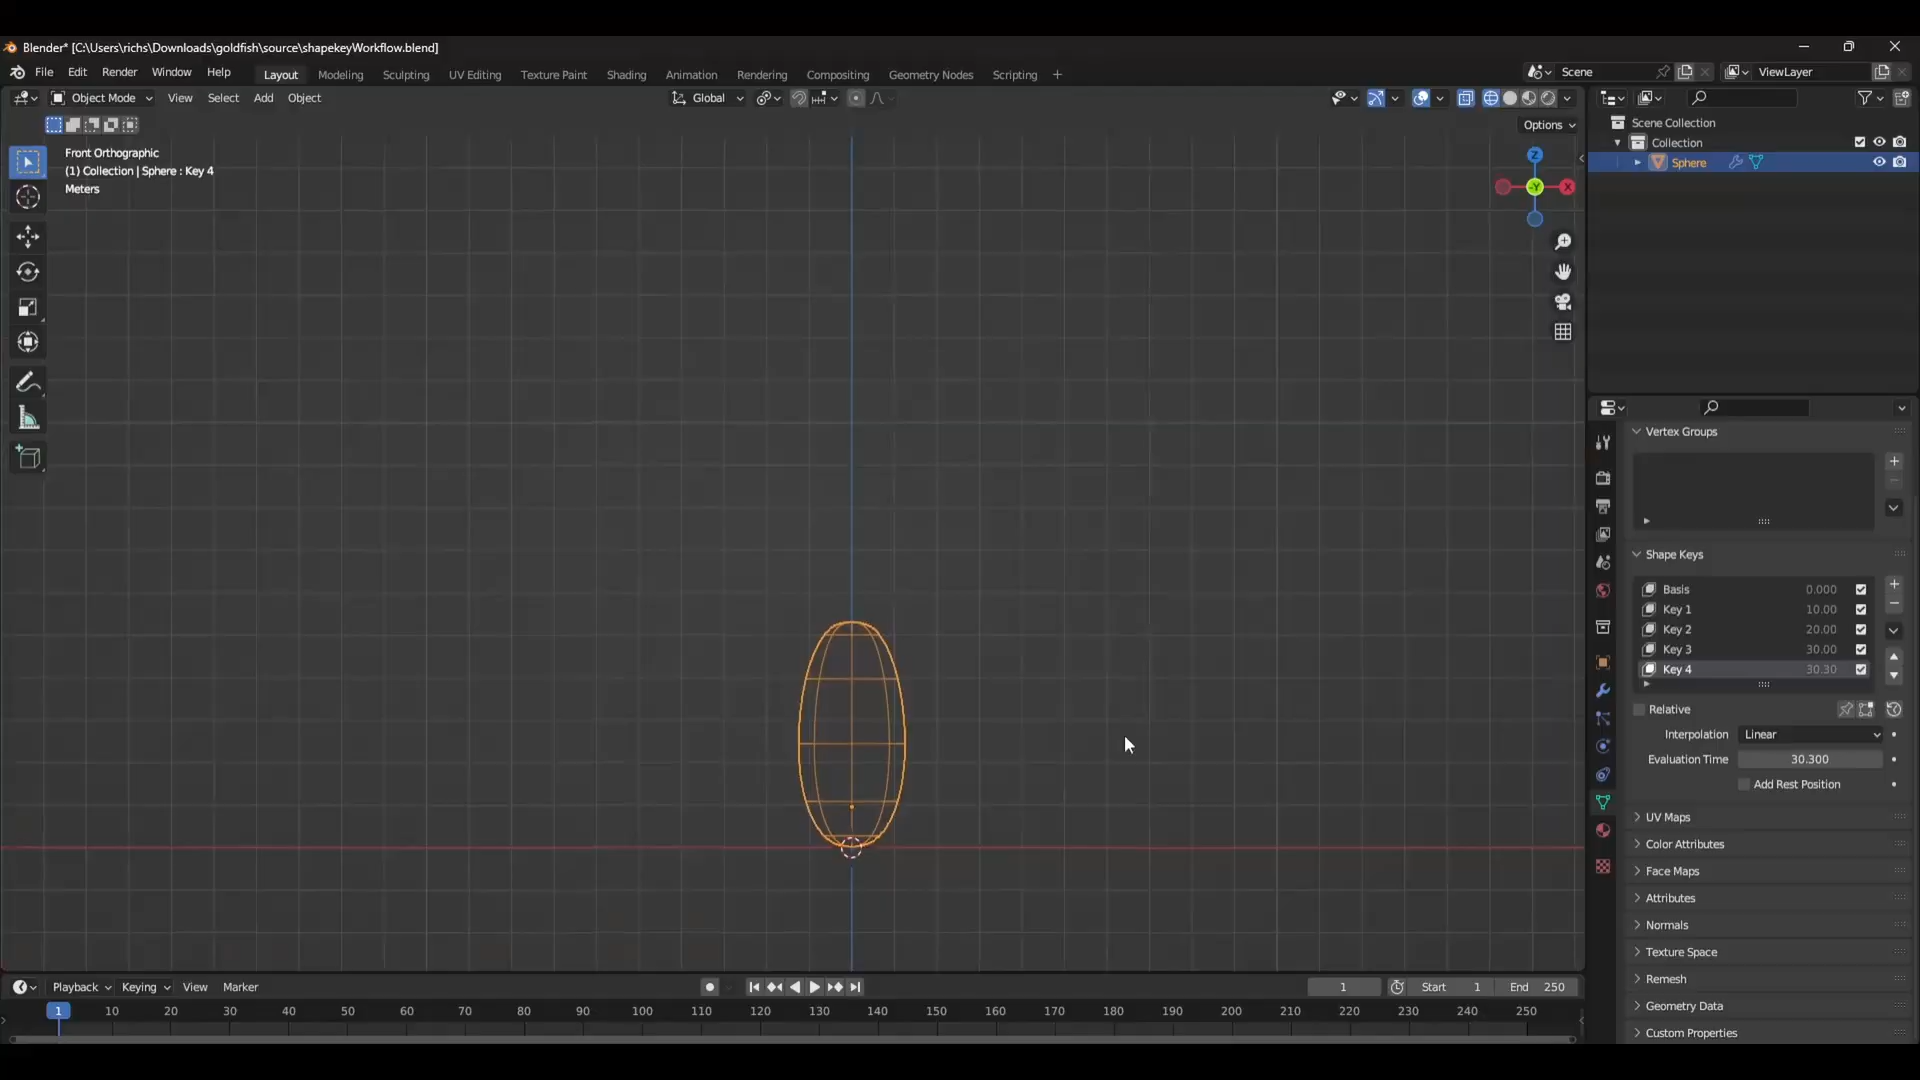 Blender* [C:\Users\richs\Downloads\goldfish\source\shapekeyWorkflow.blend]
File Edit Render Window Help Layout Modeling Sculpting UV Editing Texture Paint Shading Animation Rendering Compositing Geometry Nodes Scripting + Scene ViewLayer
Object Mode View Select Add Object Global
Options
Front Orthographic
(1) Collection | Sphere : Key 4
Meters
Z
-Y
X
Scene Collection
Collection
Sphere
Vertex Groups
Shape Keys
Basis 0.000
Key 1 10.00
Key 2 20.00
Key 3 30.00
Key 4 30.30
Relative
Interpolation Linear
Evaluation Time 30.300
Add Rest Position
UV Maps
Color Attributes
Face Maps
Attributes
Normals
Texture Space
Remesh
Geometry Data
Custom Properties
Playback Keying View Marker 1 Start 1 End 250
1 10 20 30 40 50 60 70 80 90 100 110 120 130 140 150 160 170 180 190 200 210 220 230 240 250